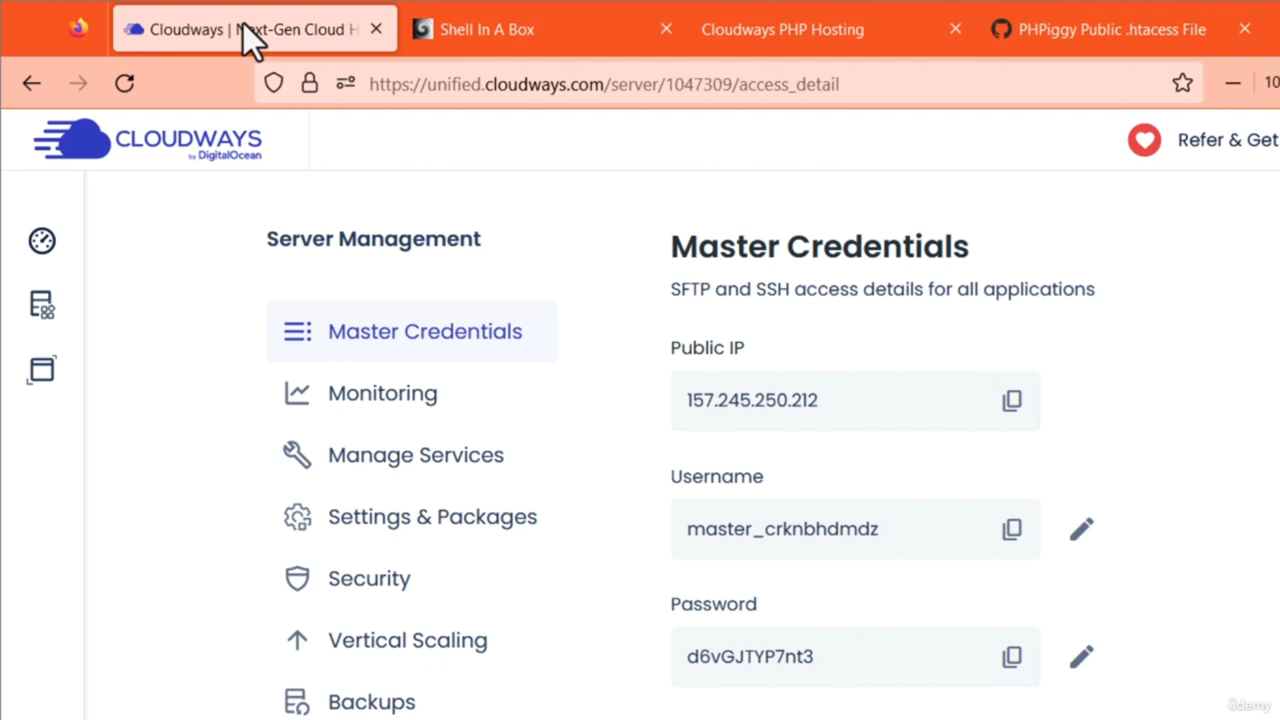 Cloudways | Next-Gen Cloud H
Shell In A Box
Cloudways PHP Hosting
PHPiggy Public .htacess File
https://unified.cloudways.com/server/1047309/access_detail
10
CLOUDWAYS
by DigitalOcean
Refer & Get
Server Management
Master Credentials
Monitoring
Manage Services
Settings & Packages
Security
Vertical Scaling
Backups
Master Credentials
SFTP and SSH access details for all applications
Public IP
157.245.250.212
Username
master_crknbhdmdz
Password
d6vGJTYP7nt3
ûdemy